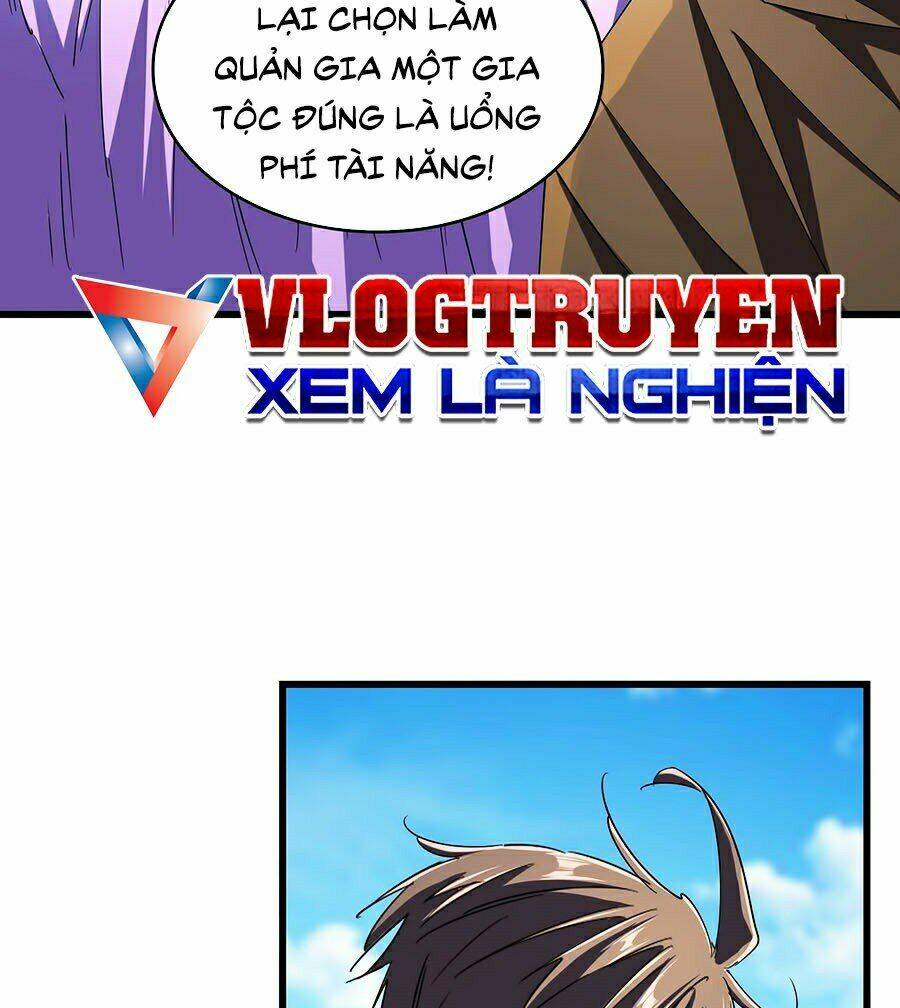 LẠI CHỌN LÀM
QUẢN GIA MỘT GIA
TỘC ĐÚNG LÀ UỔNG
PHÍ TÀI NĂNG!
VLOGTRUYEN
XEM LÀ NGHIỆN